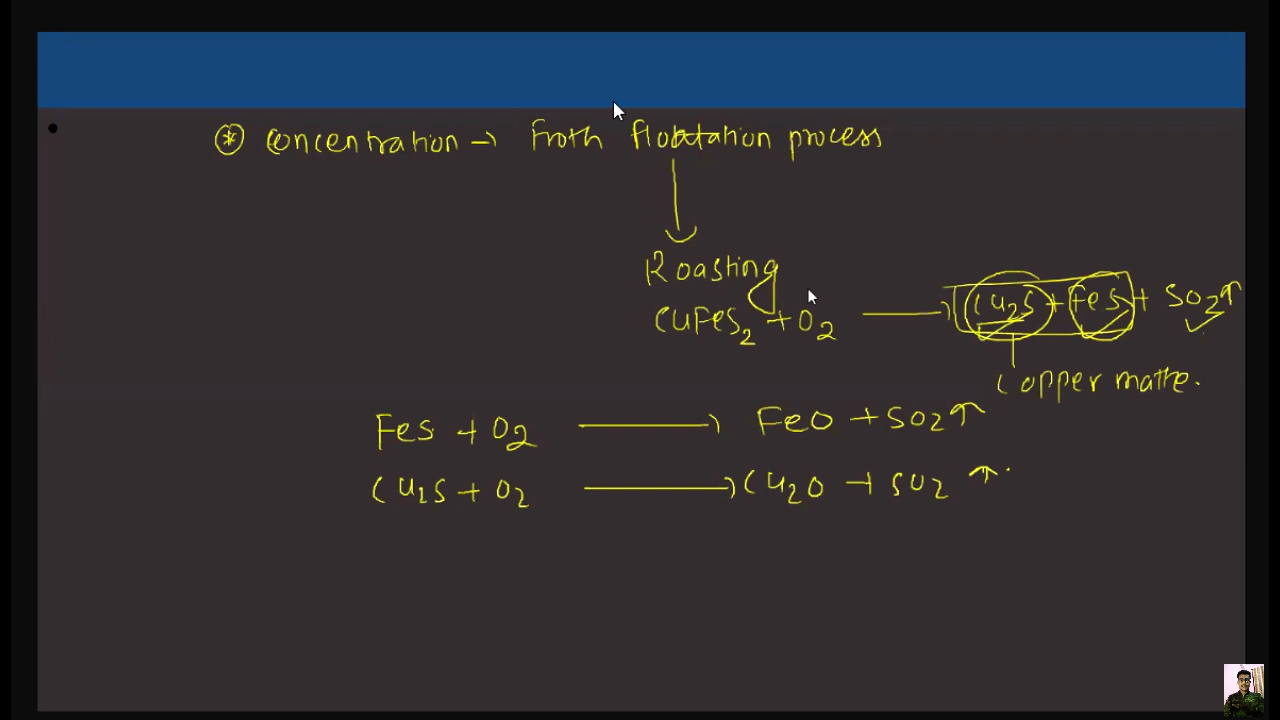 * Concentration → Froth floatation process
Roasting
CuFeS2 + O2 → Cu2S + FeS + SO2↑
Copper matte.
FeS + O2 → FeO + SO2↑
Cu2S + O2 → Cu2O + SO2↑.